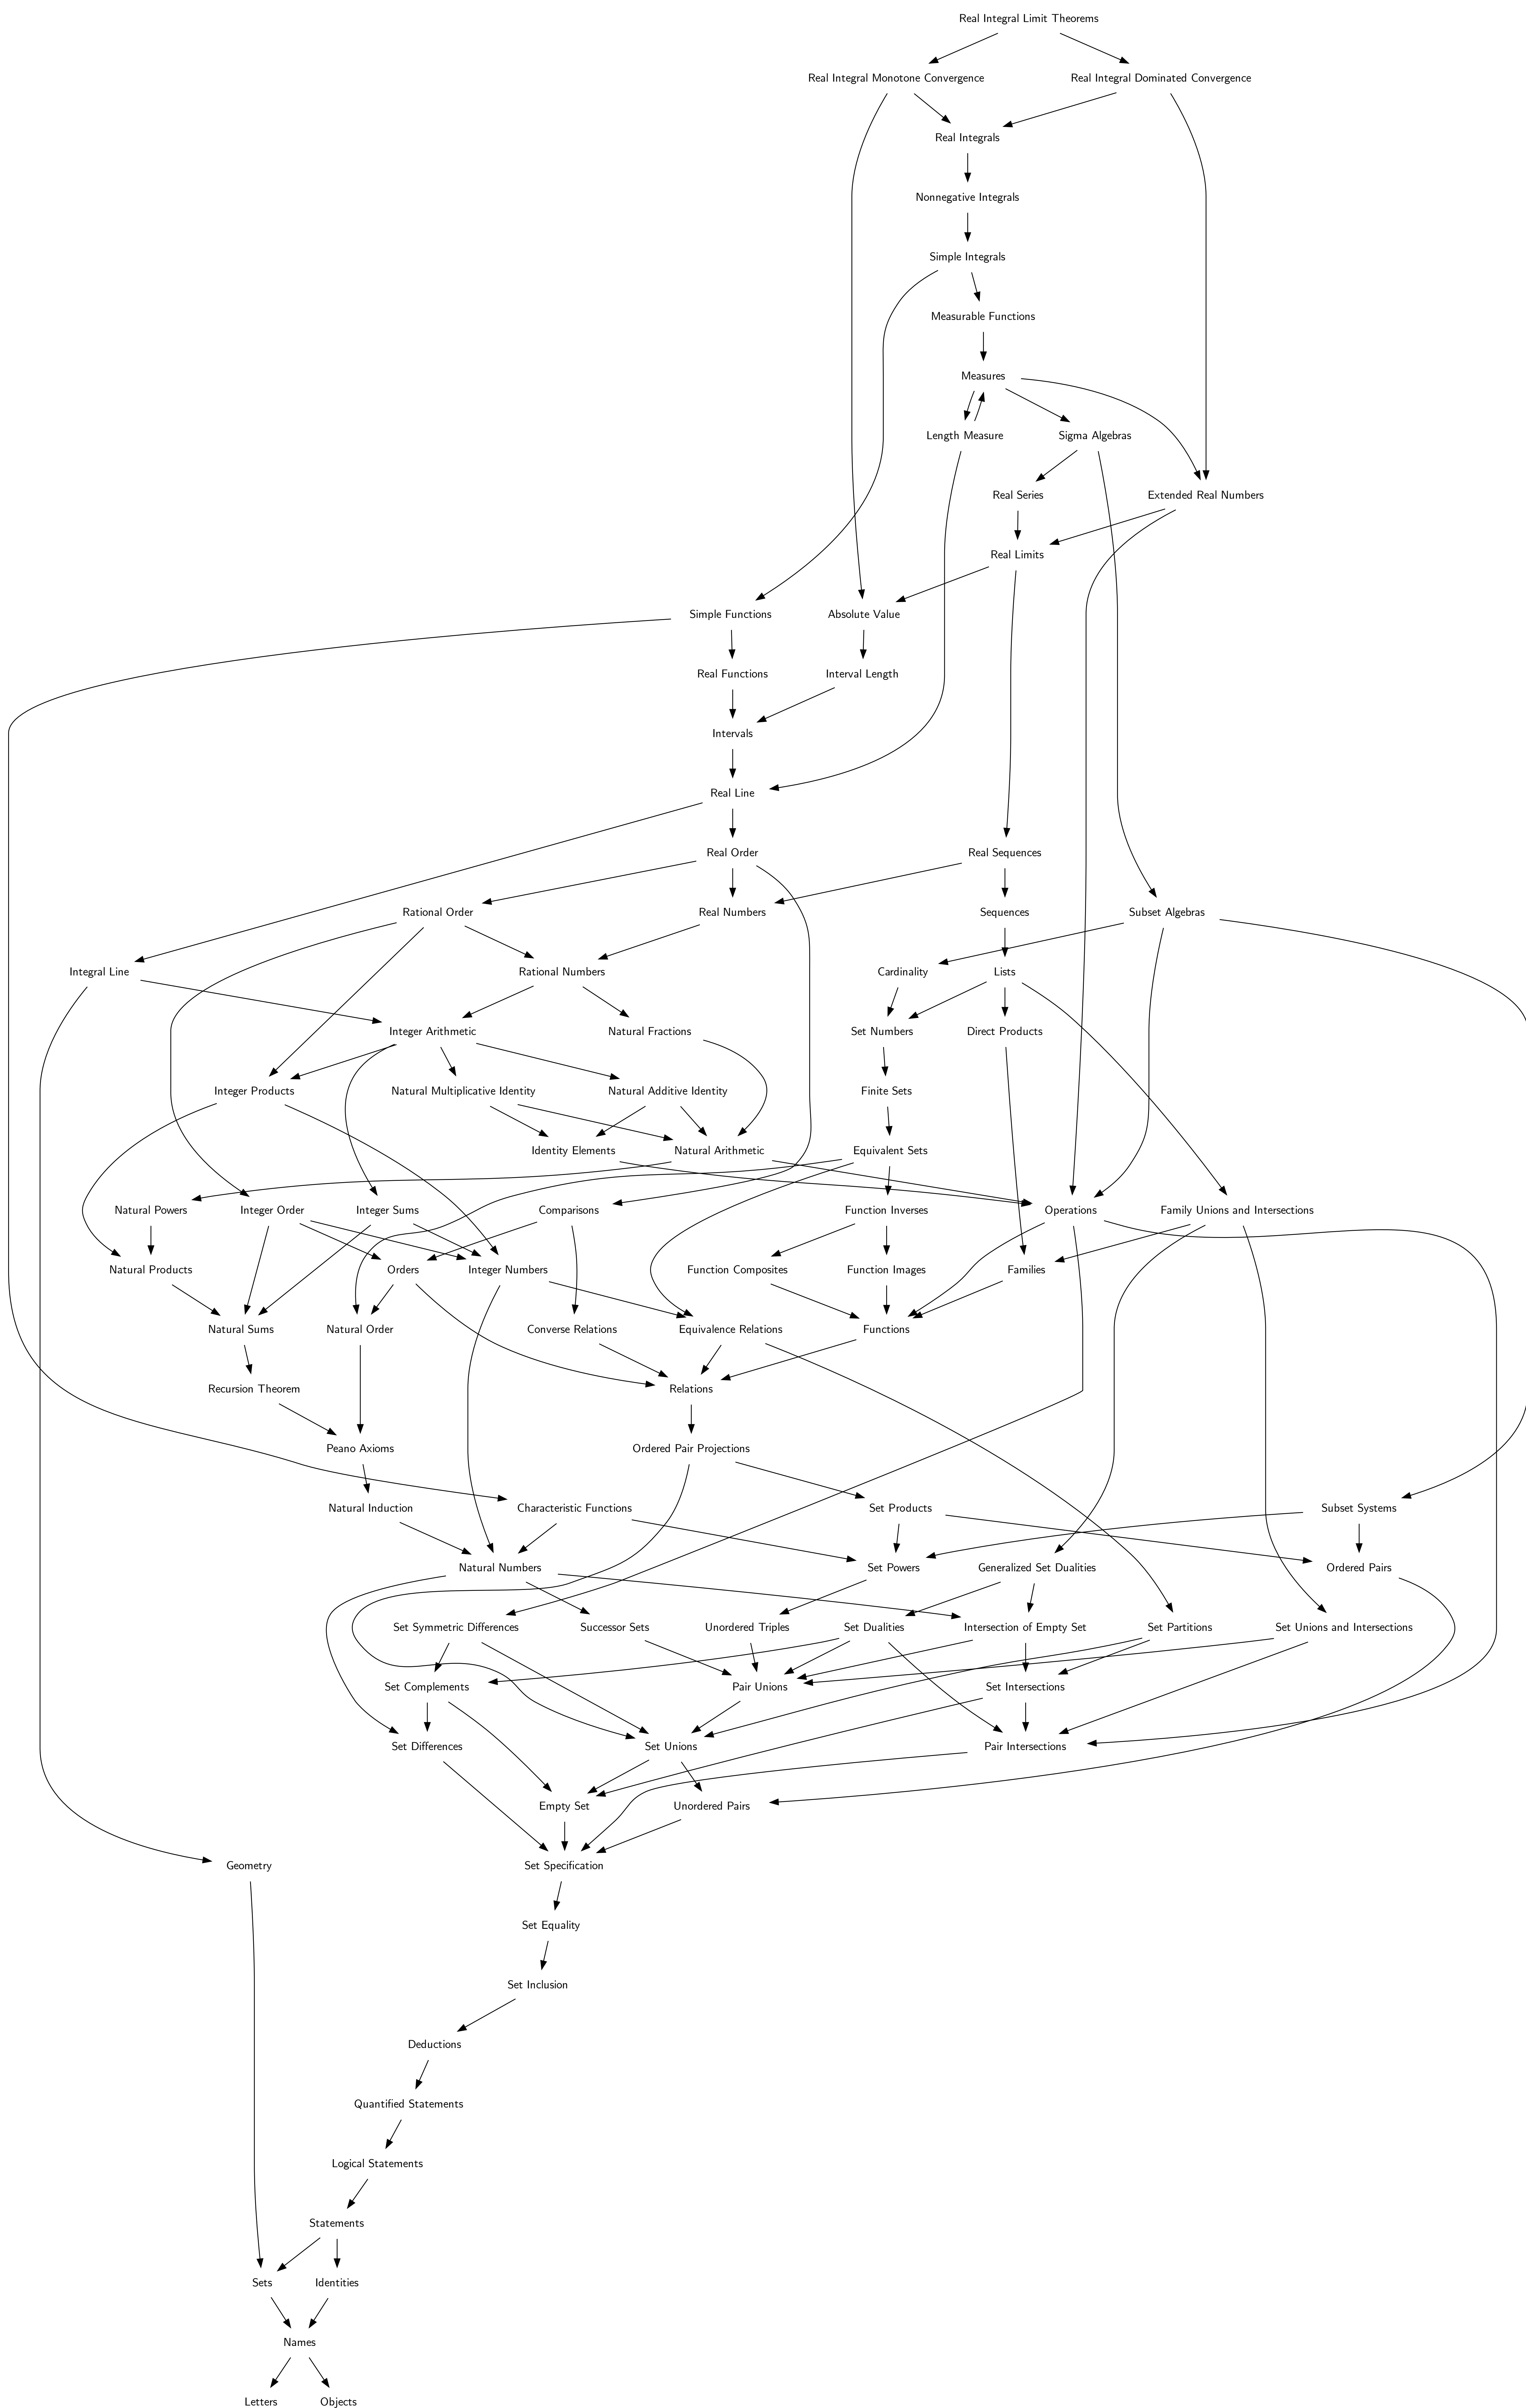 Real Integral Limit Theorems
Real Integral Monotone Convergence
Real Integral Dominated Convergence
Real Integrals
Nonnegative Integrals
Simple Integrals
Measurable Functions
Measures
Length Measure
Sigma Algebras
Real Series
Extended Real Numbers
Real Limits
Simple Functions
Absolute Value
Real Functions
Interval Length
Intervals
Real Line
Real Order
Real Sequences
Rational Order
Real Numbers
Sequences
Subset Algebras
Integral Line
Rational Numbers
Cardinality
Lists
Integer Arithmetic
Natural Fractions
Set Numbers
Direct Products
Integer Products
Natural Multiplicative Identity
Natural Additive Identity
Finite Sets
Identity Elements
Natural Arithmetic
Equivalent Sets
Natural Powers
Integer Order
Integer Sums
Comparisons
Function Inverses
Operations
Family Unions and Intersections
Natural Products
Orders
Integer Numbers
Function Composites
Function Images
Families
Natural Sums
Natural Order
Converse Relations
Equivalence Relations
Functions
Recursion Theorem
Relations
Peano Axioms
Ordered Pair Projections
Natural Induction
Characteristic Functions
Set Products
Subset Systems
Natural Numbers
Set Powers
Generalized Set Dualities
Ordered Pairs
Set Symmetric Differences
Successor Sets
Unordered Triples
Set Dualities
Intersection of Empty Set
Set Partitions
Set Unions and Intersections
Set Complements
Pair Unions
Set Intersections
Set Differences
Set Unions
Pair Intersections
Empty Set
Unordered Pairs
Geometry
Set Specification
Set Equality
Set Inclusion
Deductions
Quantified Statements
Logical Statements
Statements
Sets
Identities
Names
Letters
Objects